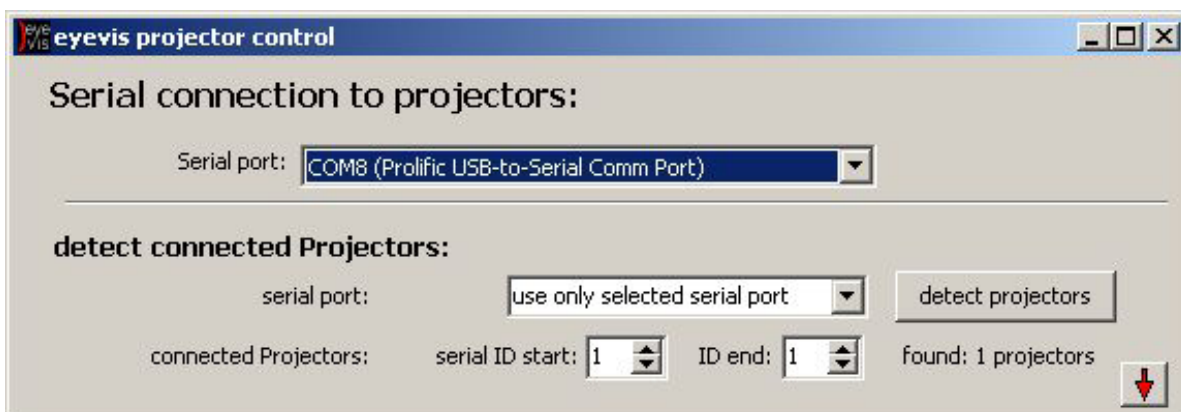 eye vis eyevis projector control
Serial connection to projectors:
Serial port: COM8 (Prolific USB-to-Serial Comm Port)
detect connected Projectors:
serial port: use only selected serial port detect projectors
connected Projectors: serial ID start: 1 ID end: 1 found: 1 projectors